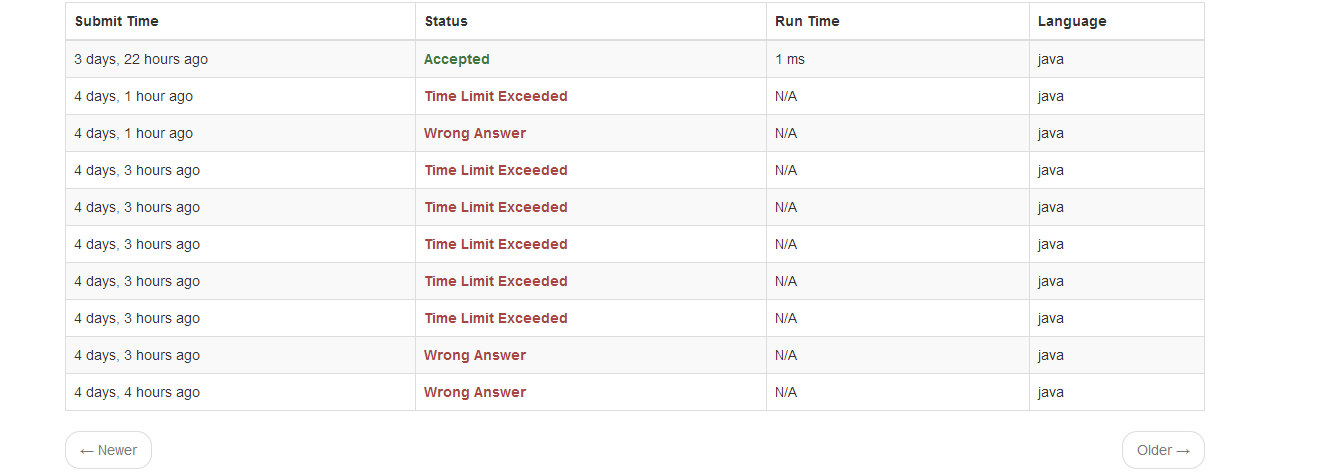 Submit Time Status Run Time Language
3 days, 22 hours ago Accepted 1 ms java
4 days, 1 hour ago Time Limit Exceeded N/A java
4 days, 1 hour ago Wrong Answer N/A java
4 days, 3 hours ago Time Limit Exceeded N/A java
4 days, 3 hours ago Time Limit Exceeded N/A java
4 days, 3 hours ago Time Limit Exceeded N/A java
4 days, 3 hours ago Time Limit Exceeded N/A java
4 days, 3 hours ago Time Limit Exceeded N/A java
4 days, 3 hours ago Wrong Answer N/A java
4 days, 4 hours ago Wrong Answer N/A java
← Newer Older →